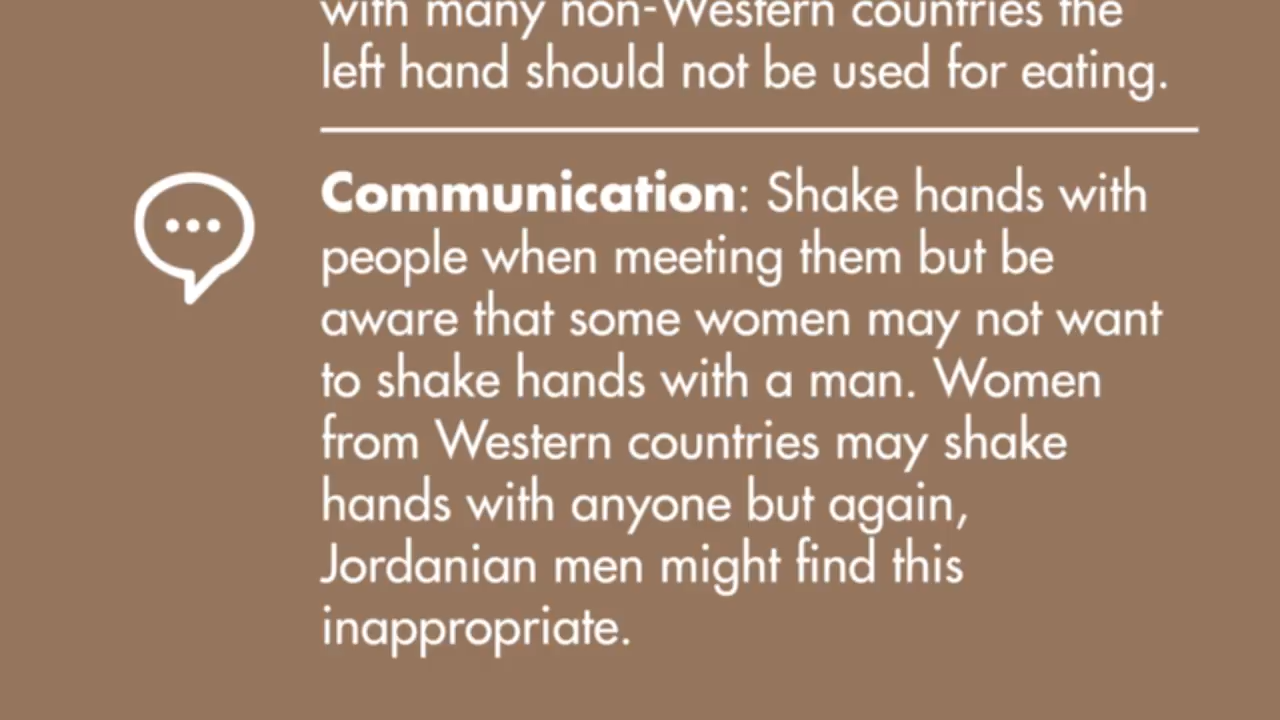 with many non-Western countries the
left hand should not be used for eating.
Communication: Shake hands with
people when meeting them but be
aware that some women may not want
to shake hands with a man. Women
from Western countries may shake
hands with anyone but again,
Jordanian men might find this
inappropriate.